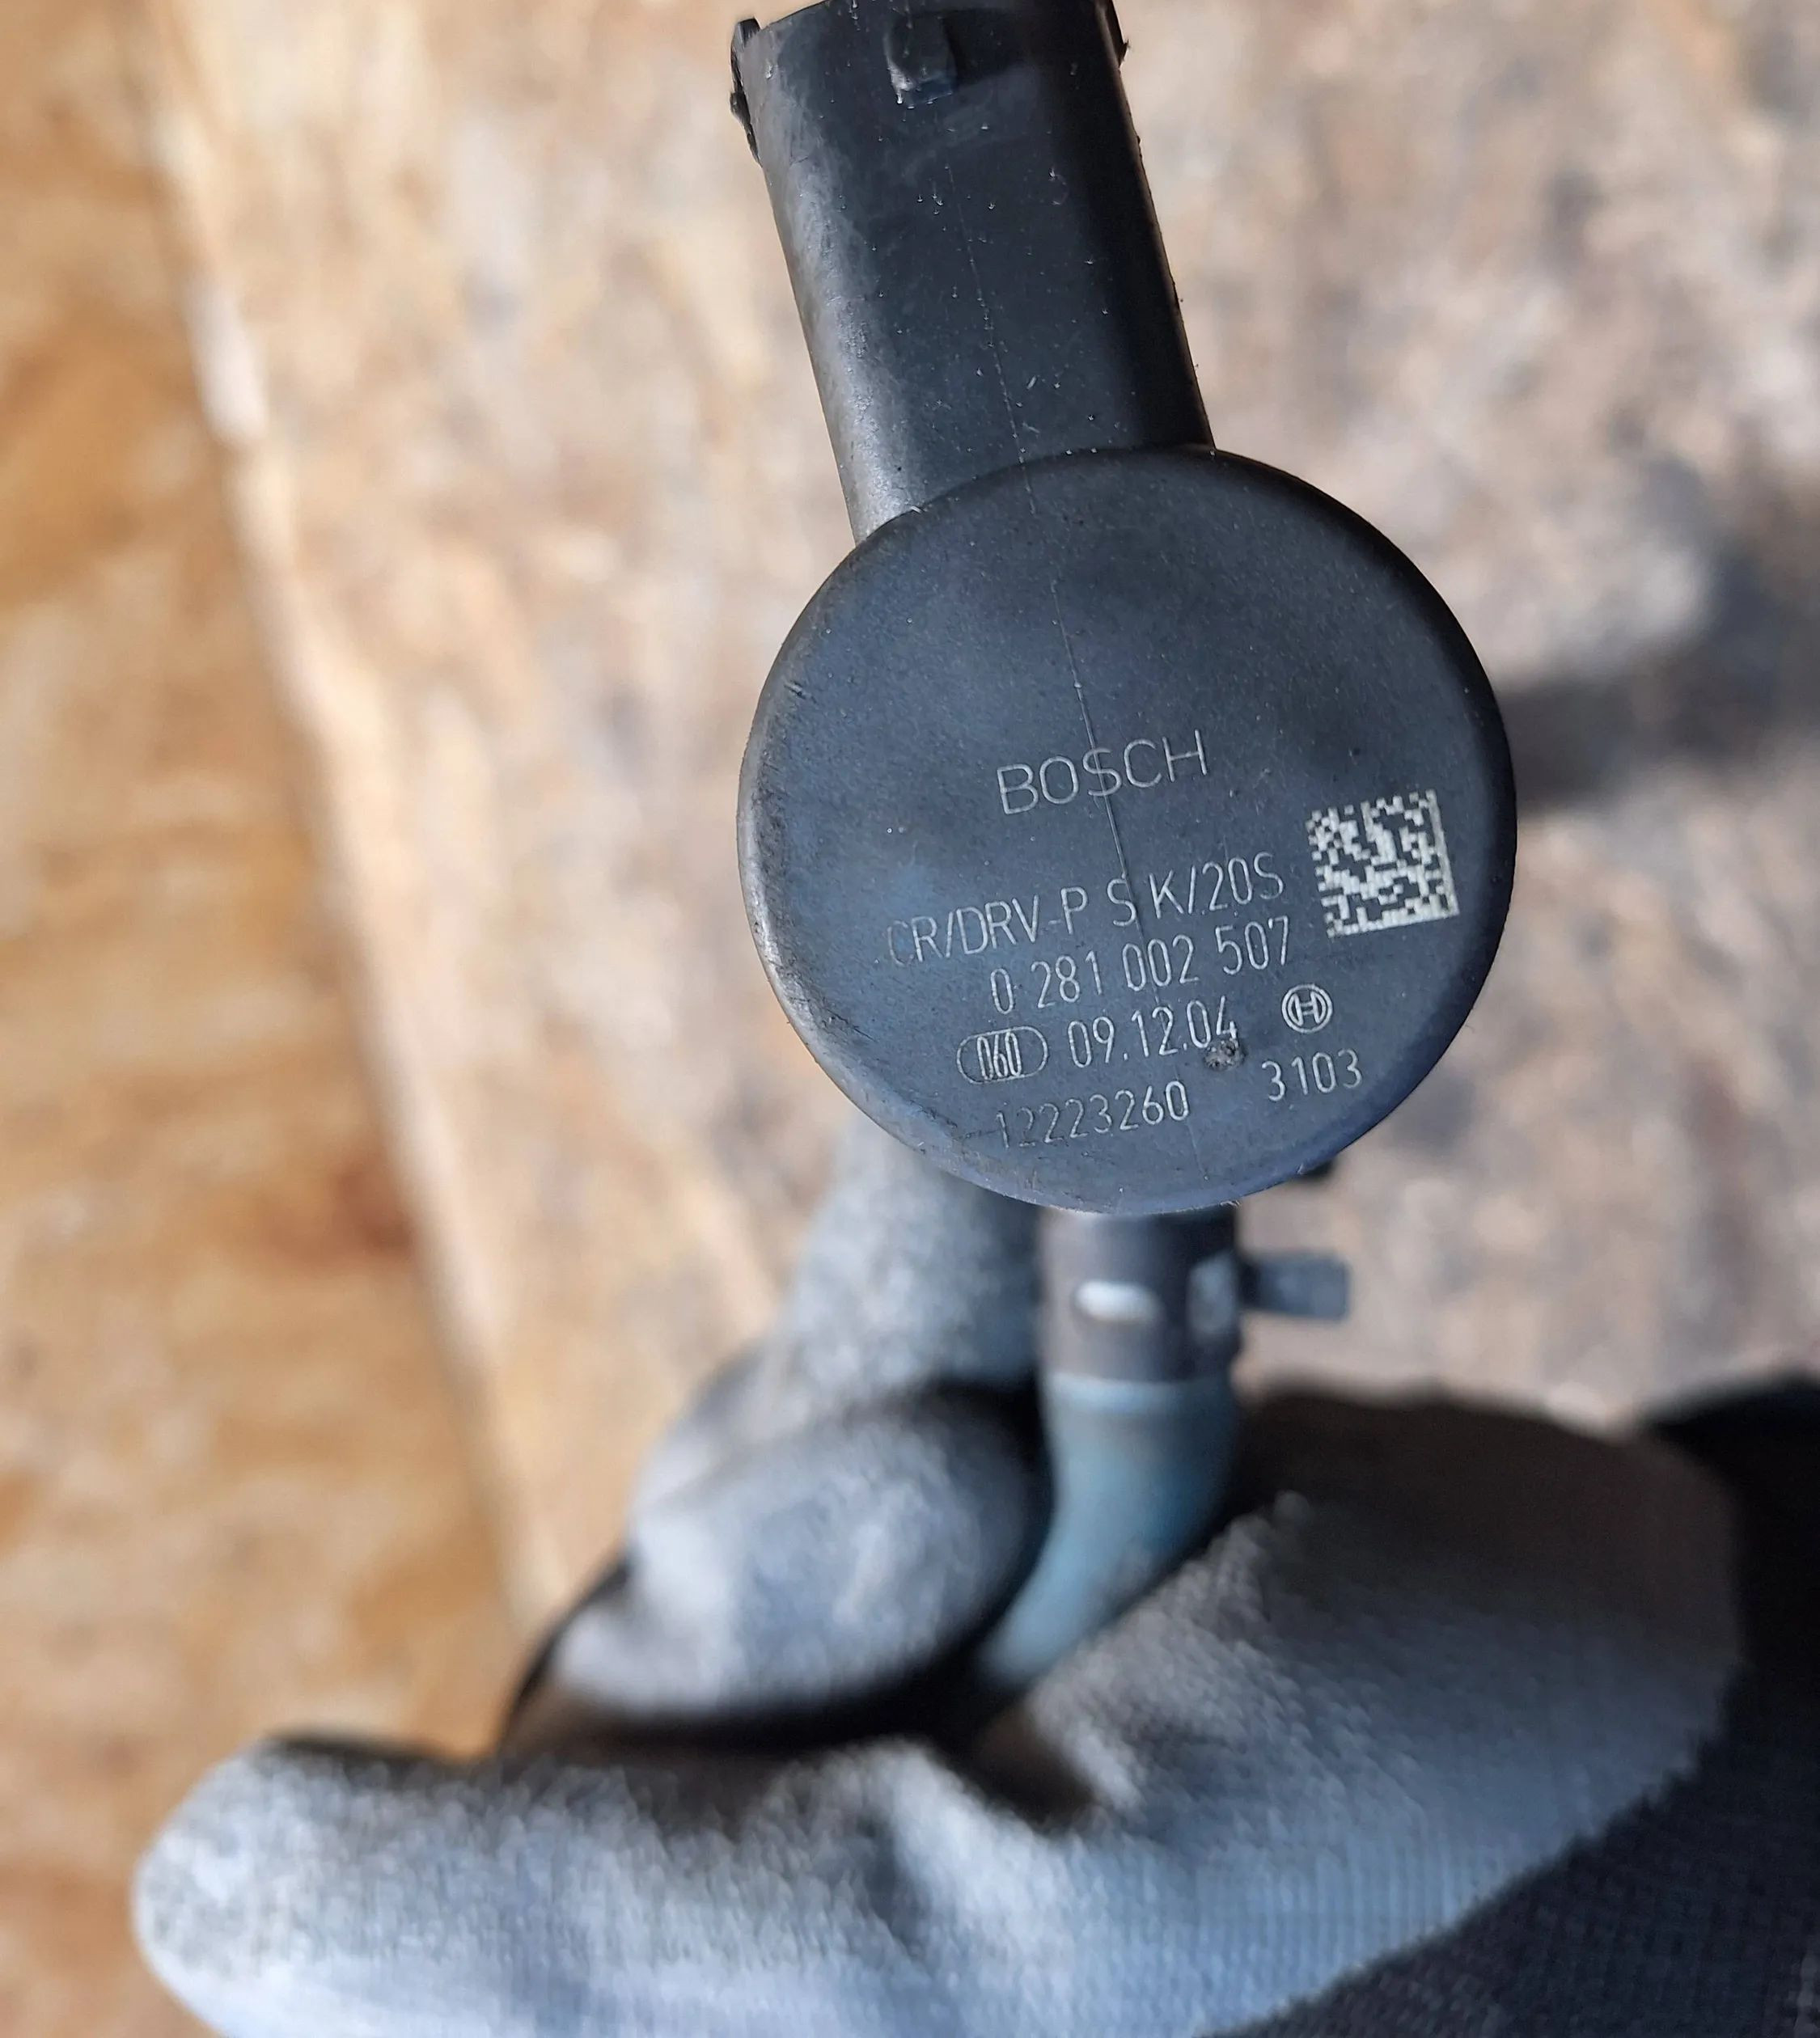 BOSCH
CR/DRV-P S K/20S
0 281 002 507
060 09.12.04
12223260 3103